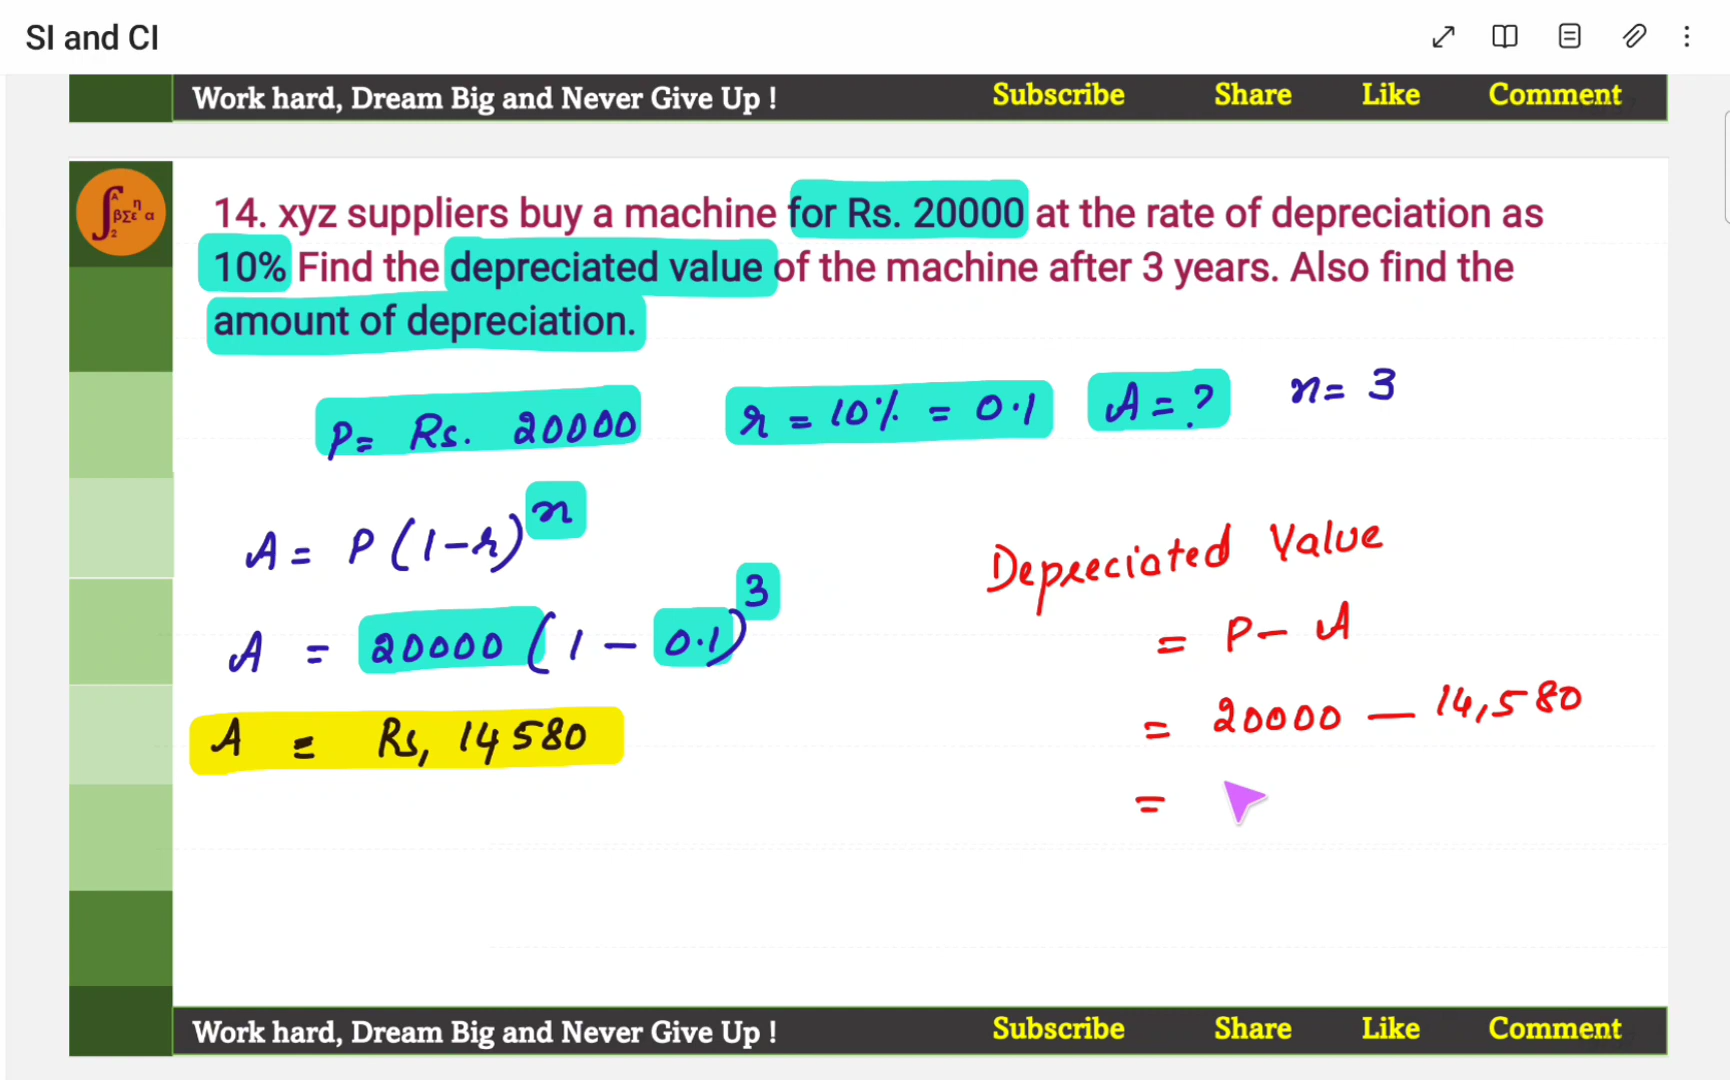 SI and CI
Work hard, Dream Big and Never Give Up ! Subscribe Share Like Comment
14. xyz suppliers buy a machine for Rs. 20000 at the rate of depreciation as
10% Find the depreciated value of the machine after 3 years. Also find the
amount of depreciation.
P= Rs. 20000 r = 10% = 0.1 A = ? n= 3
A = P(1-r)^n
A = 20000 (1 - 0.1)^3
A = Rs, 14580
Depreciated Value
= P - A
= 20000 - 14,580
=
Work hard, Dream Big and Never Give Up ! Subscribe Share Like Comment